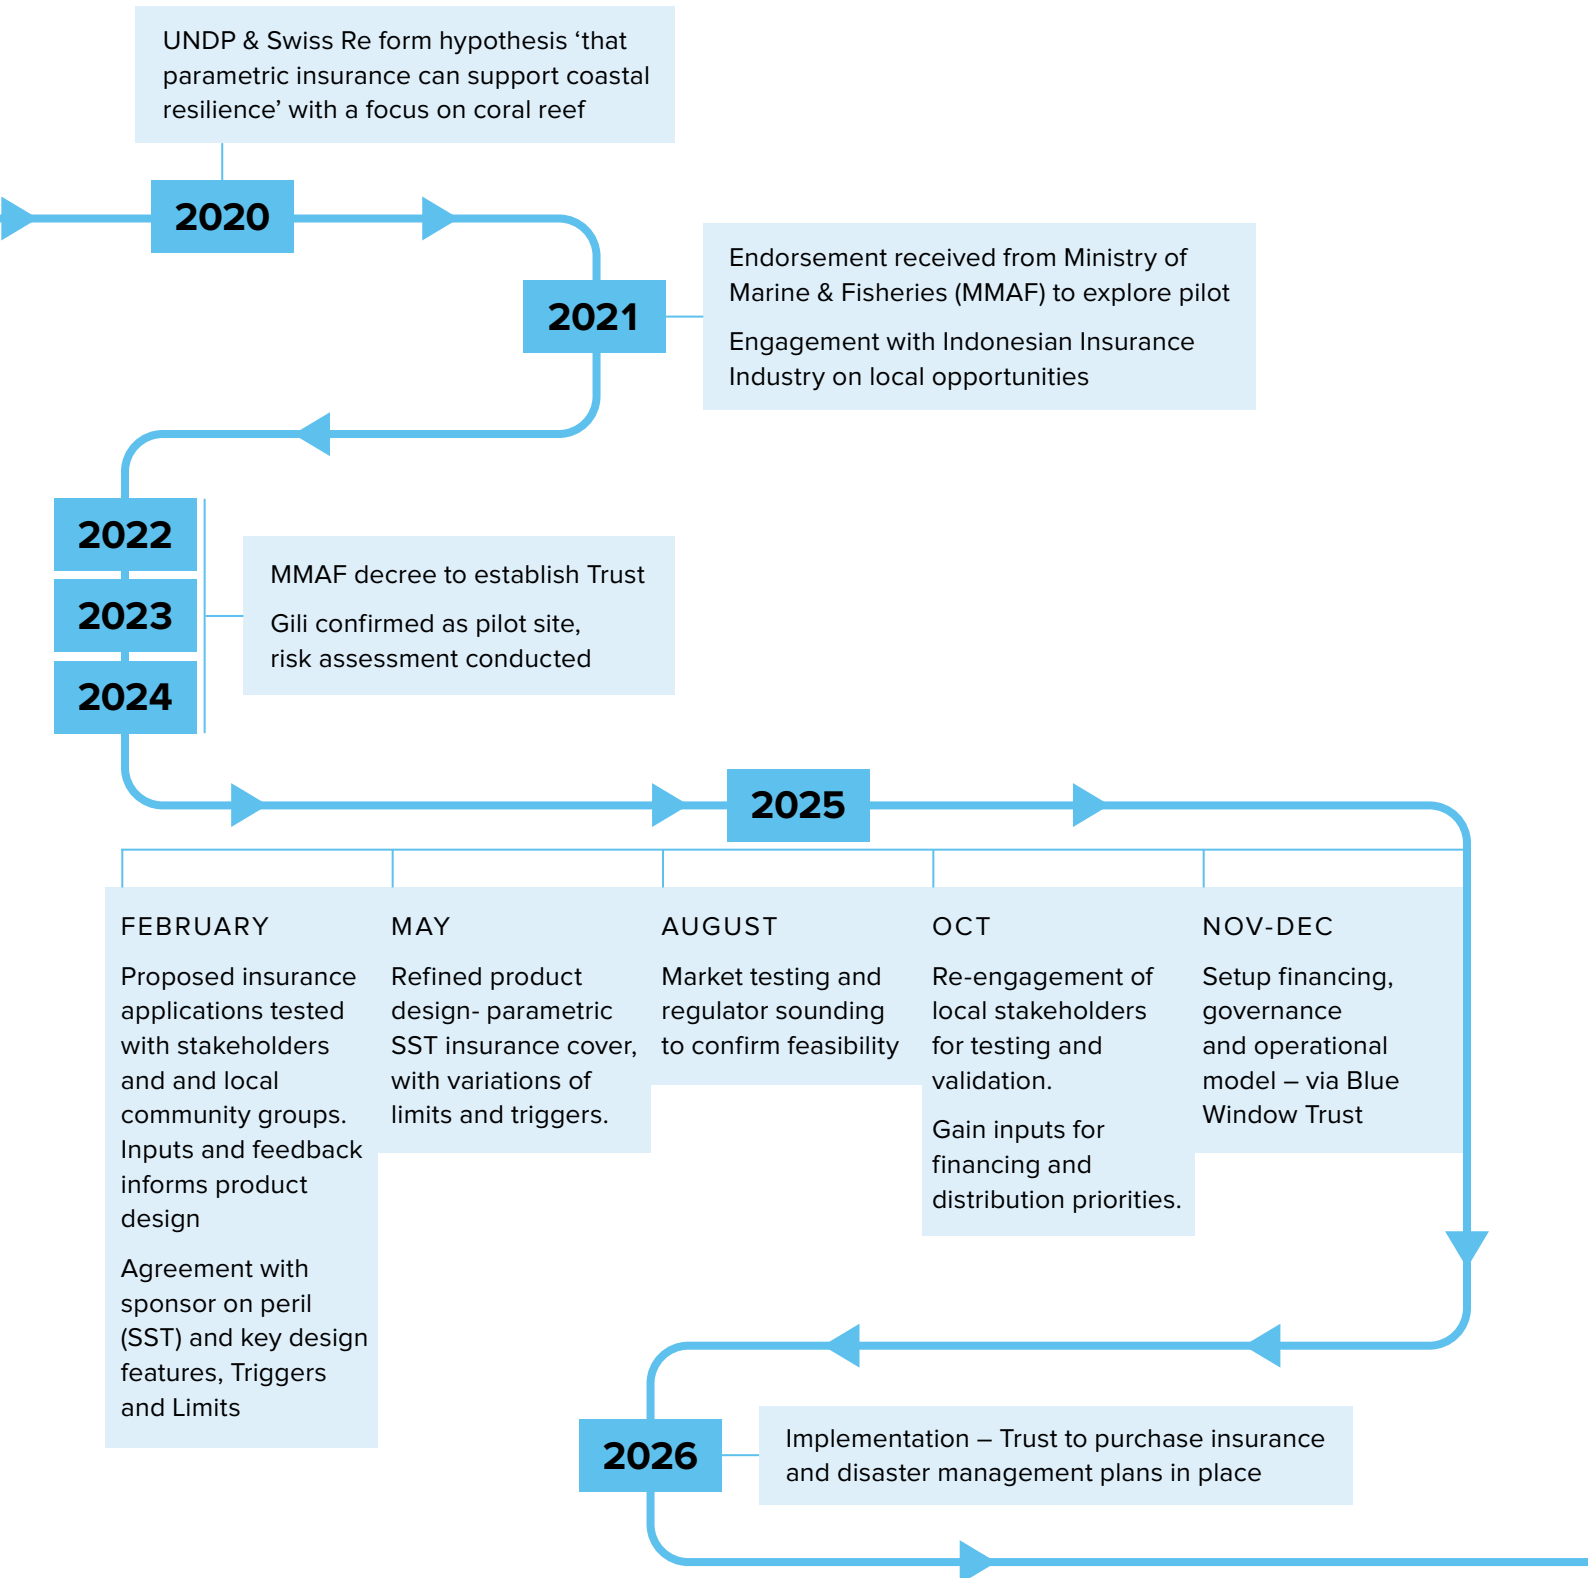 UNDP & Swiss Re form hypothesis ‘that
parametric insurance can support coastal
resilience’ with a focus on coral reef
2020
2021
Endorsement received from Ministry of
Marine & Fisheries (MMAF) to explore pilot
Engagement with Indonesian Insurance
Industry on local opportunities
2022
2023
2024
MMAF decree to establish Trust
Gili confirmed as pilot site,
risk assessment conducted
2025
FEBRUARY
Proposed insurance
applications tested
with stakeholders
and and local
community groups.
Inputs and feedback
informs product
design
Agreement with
sponsor on peril
(SST) and key design
features, Triggers
and Limits
MAY
Refined product
design- parametric
SST insurance cover,
with variations of
limits and triggers.
AUGUST
Market testing and
regulator sounding
to confirm feasibility
OCT
Re-engagement of
local stakeholders
for testing and
validation.
Gain inputs for
financing and
distribution priorities.
NOV-DEC
Setup financing,
governance
and operational
model – via Blue
Window Trust
2026
Implementation – Trust to purchase insurance
and disaster management plans in place